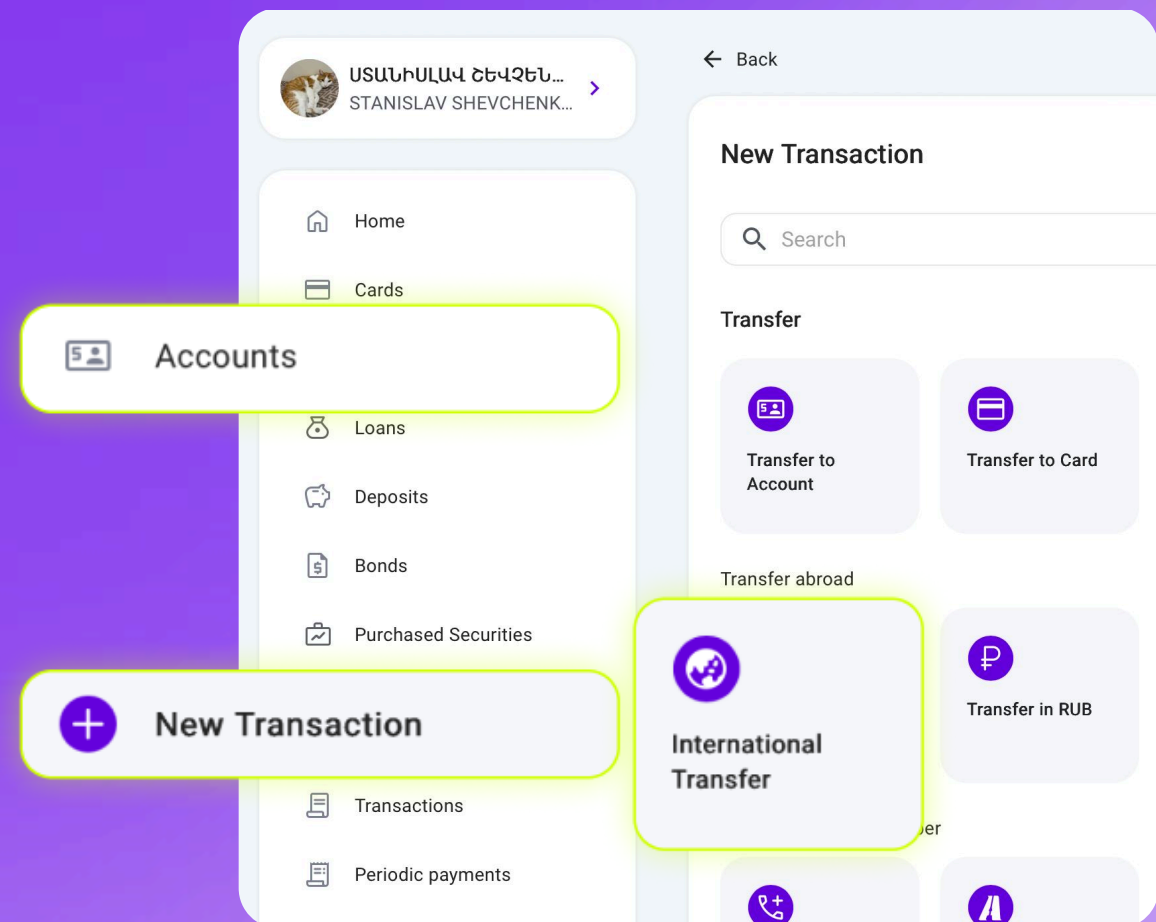 ՍՏԱՆԻՍԼԱՎ ՇԵՎՉԵՆ...
STANISLAV SHEVCHENK...
Home
Cards
Accounts
Loans
Deposits
Bonds
Purchased Securities
New Transaction
Transactions
Periodic payments
Back
New Transaction
Search
Transfer
Transfer to
Account
Transfer to Card
Transfer abroad
International
Transfer
Transfer in RUB